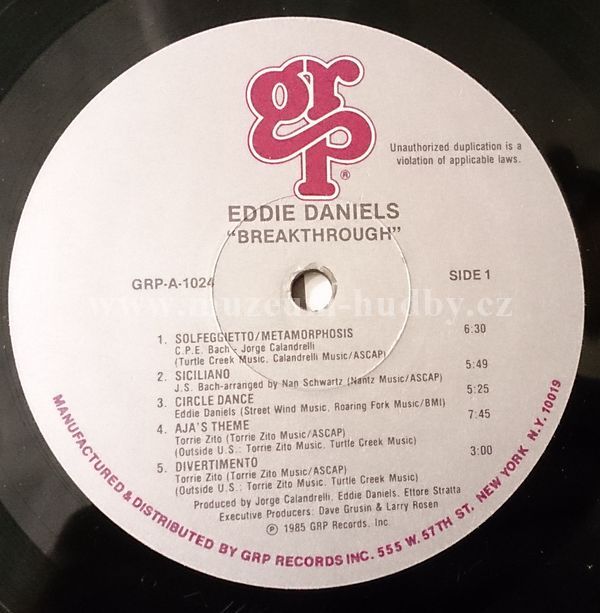 grp
®
Unauthorized duplication is a
violation of applicable laws.
EDDIE DANIELS
"BREAKTHROUGH"
GRP-A-1024
SIDE 1
www.muzeum-hudby.cz
1. SOLFEGGIETTO/METAMORPHOSIS 6:30
C.P.E. Bach - Jorge Calandrelli
(Turtle Creek Music, Calandrelli Music/ASCAP)
2. SICILIANO 5:49
J.S. Bach-arranged by Nan Schwartz (Nantz Music/ASCAP)
3. CIRCLE DANCE 5:25
Eddie Daniels (Street Wind Music, Roaring Fork Music/BMI)
4. AJA'S THEME 7:45
Torrie Zito (Torrie Zito Music/ASCAP)
(Outside U.S.: Torrie Zito Music, Turtle Creek Music)
5. DIVERTIMENTO 3:00
Torrie Zito (Torrie Zito Music/ASCAP)
(Outside U.S.: Torrie Zito Music, Turtle Creek Music)
Produced by Jorge Calandrelli, Eddie Daniels, Ettore Stratta
Executive Producers: Dave Grusin & Larry Rosen
℗ 1985 GRP Records, Inc.
MANUFACTURED & DISTRIBUTED BY GRP RECORDS INC. 555 W. 57TH ST. NEW YORK N.Y. 10019